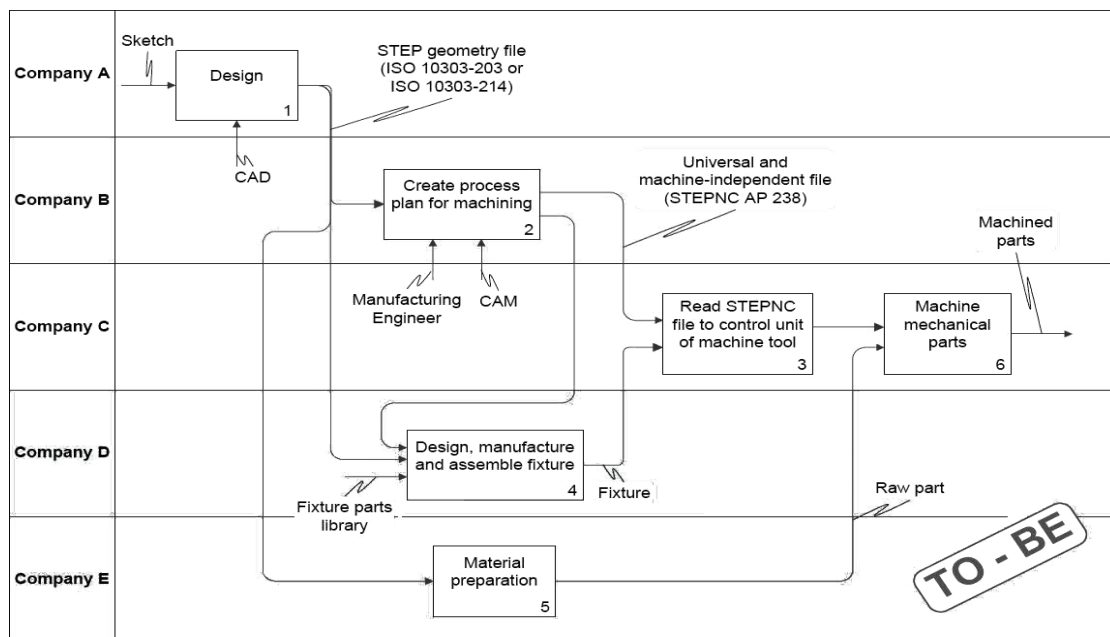 Company A
Sketch
Design
1
CAD
STEP geometry file
(ISO 10303-203 or
ISO 10303-214)
Company B
Create process
plan for machining
2
Manufacturing
Engineer
CAM
Universal and
machine-independent file
(STEPNC AP 238)
Machined
parts
Company C
Read STEPNC
file to control unit
of machine tool
3
Machine
mechanical
parts
6
Company D
Design, manufacture
and assemble fixture
4
Fixture parts
library
Fixture
Raw part
Company E
Material
preparation
5
TO - BE